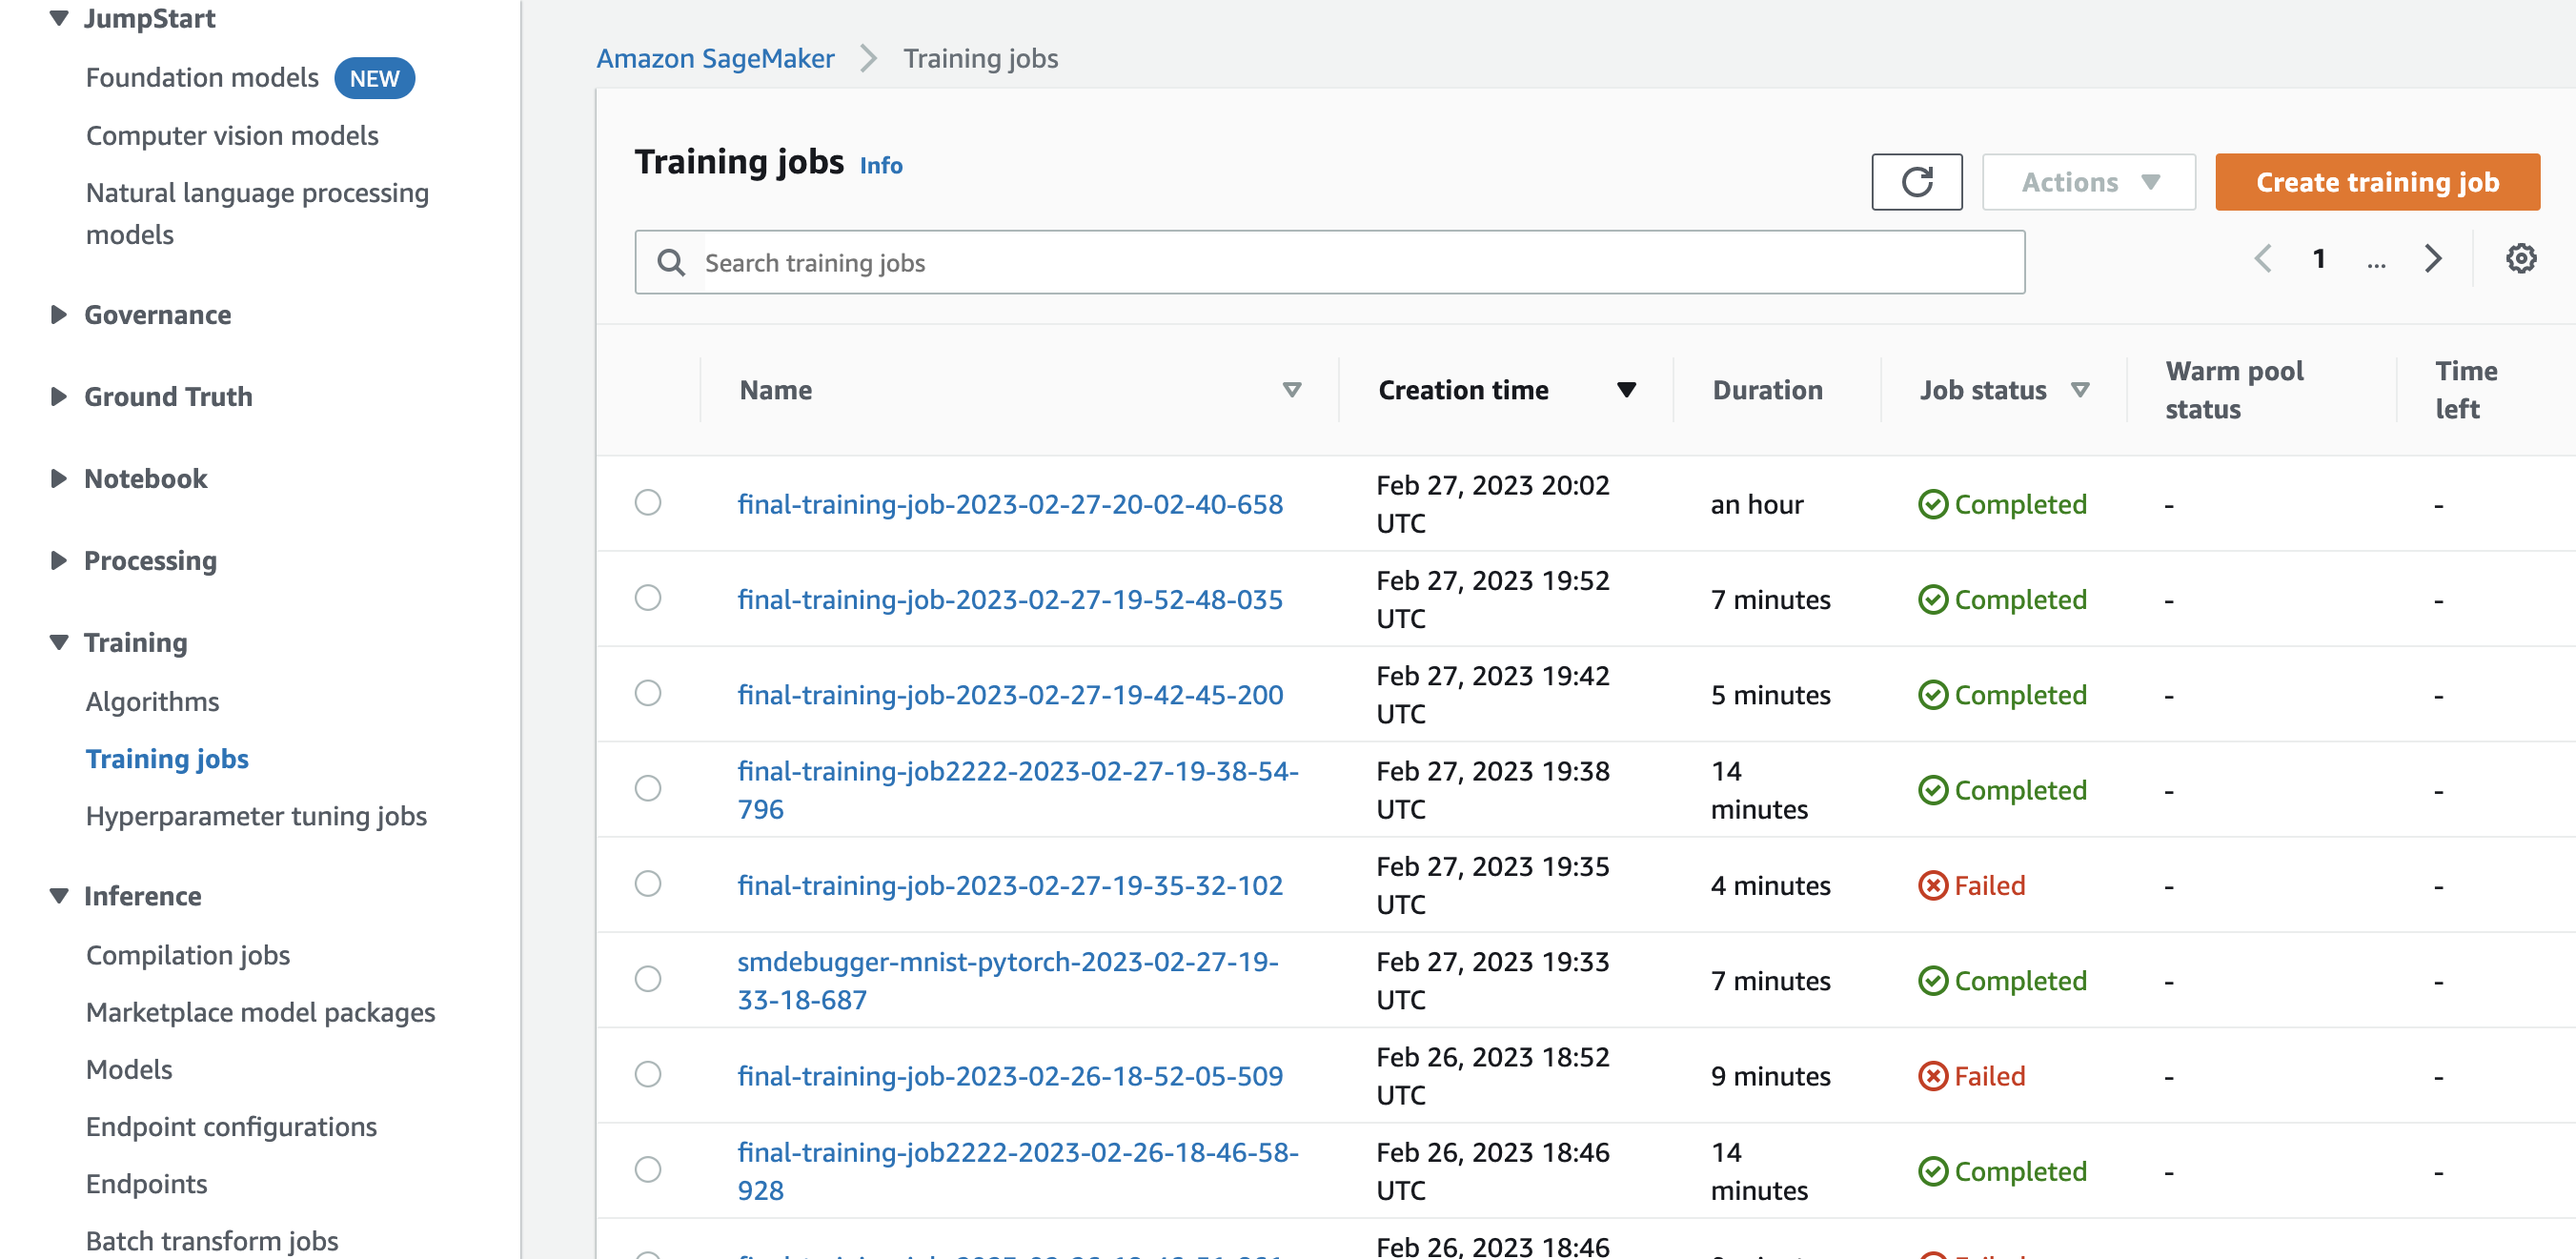 JumpStart
Foundation models NEW
Computer vision models
Natural language processing
models
Governance
Ground Truth
Notebook
Processing
Training
Algorithms
Training jobs
Hyperparameter tuning jobs
Inference
Compilation jobs
Marketplace model packages
Models
Endpoint configurations
Endpoints
Batch transform jobs
Amazon SageMaker Training jobs
Training jobs Info
Actions
Create training job
Search training jobs
1 ...
Name Creation time Duration Job status Warm pool status Time left
final-training-job-2023-02-27-20-02-40-658
Feb 27, 2023 20:02
UTC
an hour
Completed
-
-
final-training-job-2023-02-27-19-52-48-035
Feb 27, 2023 19:52
UTC
7 minutes
Completed
-
-
final-training-job-2023-02-27-19-42-45-200
Feb 27, 2023 19:42
UTC
5 minutes
Completed
-
-
final-training-job2222-2023-02-27-19-38-54-
796
Feb 27, 2023 19:38
UTC
14
minutes
Completed
-
-
final-training-job-2023-02-27-19-35-32-102
Feb 27, 2023 19:35
UTC
4 minutes
Failed
-
-
smdebugger-mnist-pytorch-2023-02-27-19-
33-18-687
Feb 27, 2023 19:33
UTC
7 minutes
Completed
-
-
final-training-job-2023-02-26-18-52-05-509
Feb 26, 2023 18:52
UTC
9 minutes
Failed
-
-
final-training-job2222-2023-02-26-18-46-58-
928
Feb 26, 2023 18:46
UTC
14
minutes
Completed
-
-
Feb 26, 2023 18:46